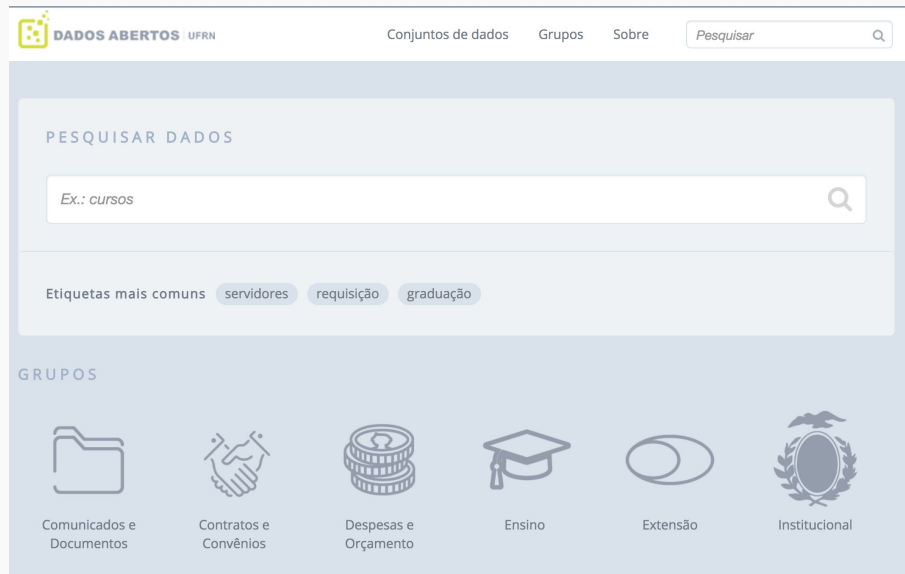 DADOS ABERTOS UFRN
Conjuntos de dados Grupos Sobre Pesquisar
PESQUISAR DADOS
Ex.: cursos
Etiquetas mais comuns servidores requisição graduação
GRUPOS
Comunicados e Documentos
Contratos e Convênios
Despesas e Orçamento
Ensino
Extensão
Institucional